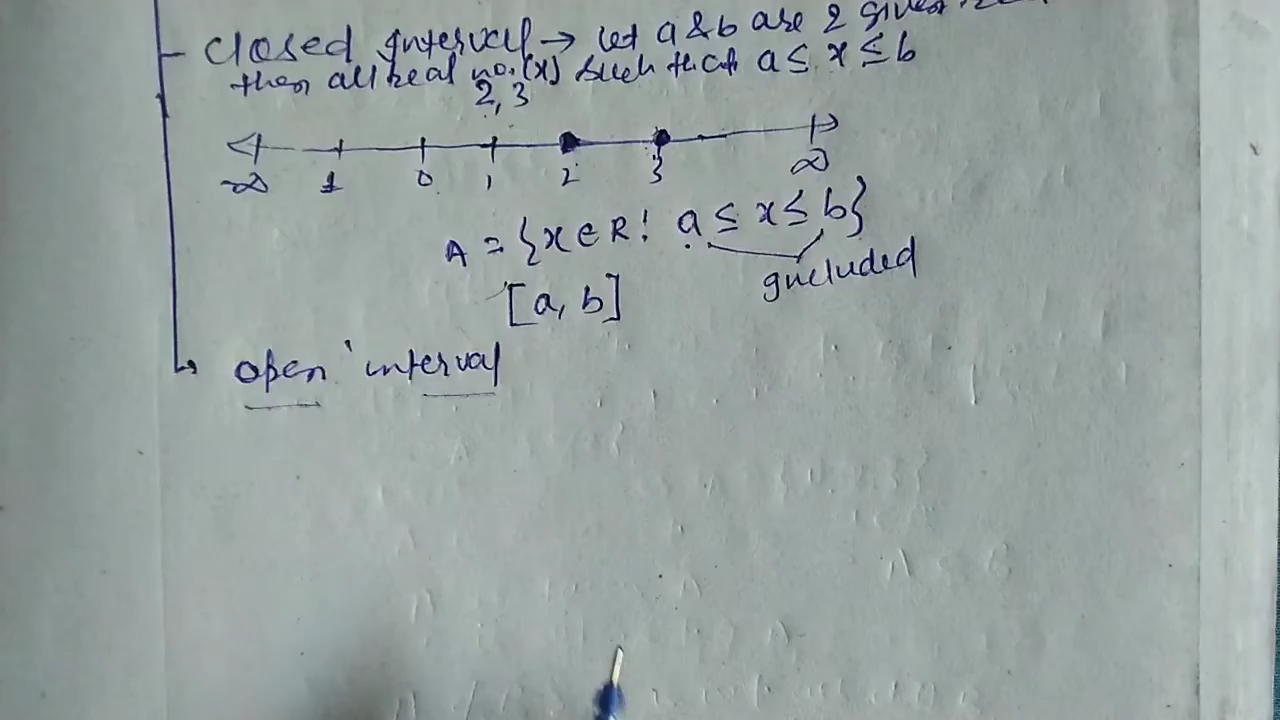 closed interval → let a & b are 2 given
then all real no.(x) such that a ≤ x ≤ b
2, 3
-∞ 1 0 1 2 3 ∞
A = {x ∈ R ! a ≤ x ≤ b}
included
[a, b]
open interval